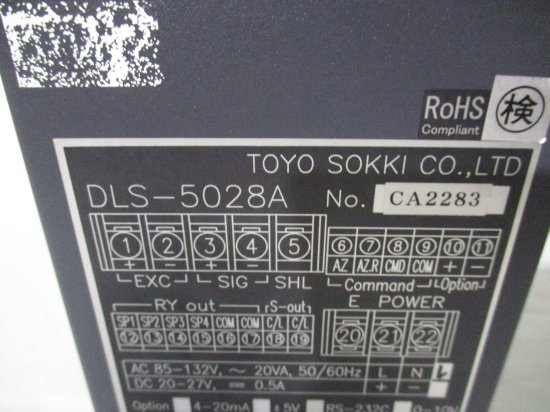 RoHS
Compliant
検
TOYO SOKKI CO.,LTD
DLS-5028A No. CA2283
1 2 3 4 5 6 7 8 9 10 11
+ - + - AZ AZ.R CMD COM + -
EXC SIG SHL Command Option
RY out S-out E POWER
SP1 SP2 SP3 SP4 COM COM C/L C/L
12 13 14 15 16 17 18 19 20 21 22
AC 85-132V, ~ 20VA, 50/60Hz L N
DC 20-27V, 0.5A + -
Option 4-20mA ±5V RS-232C